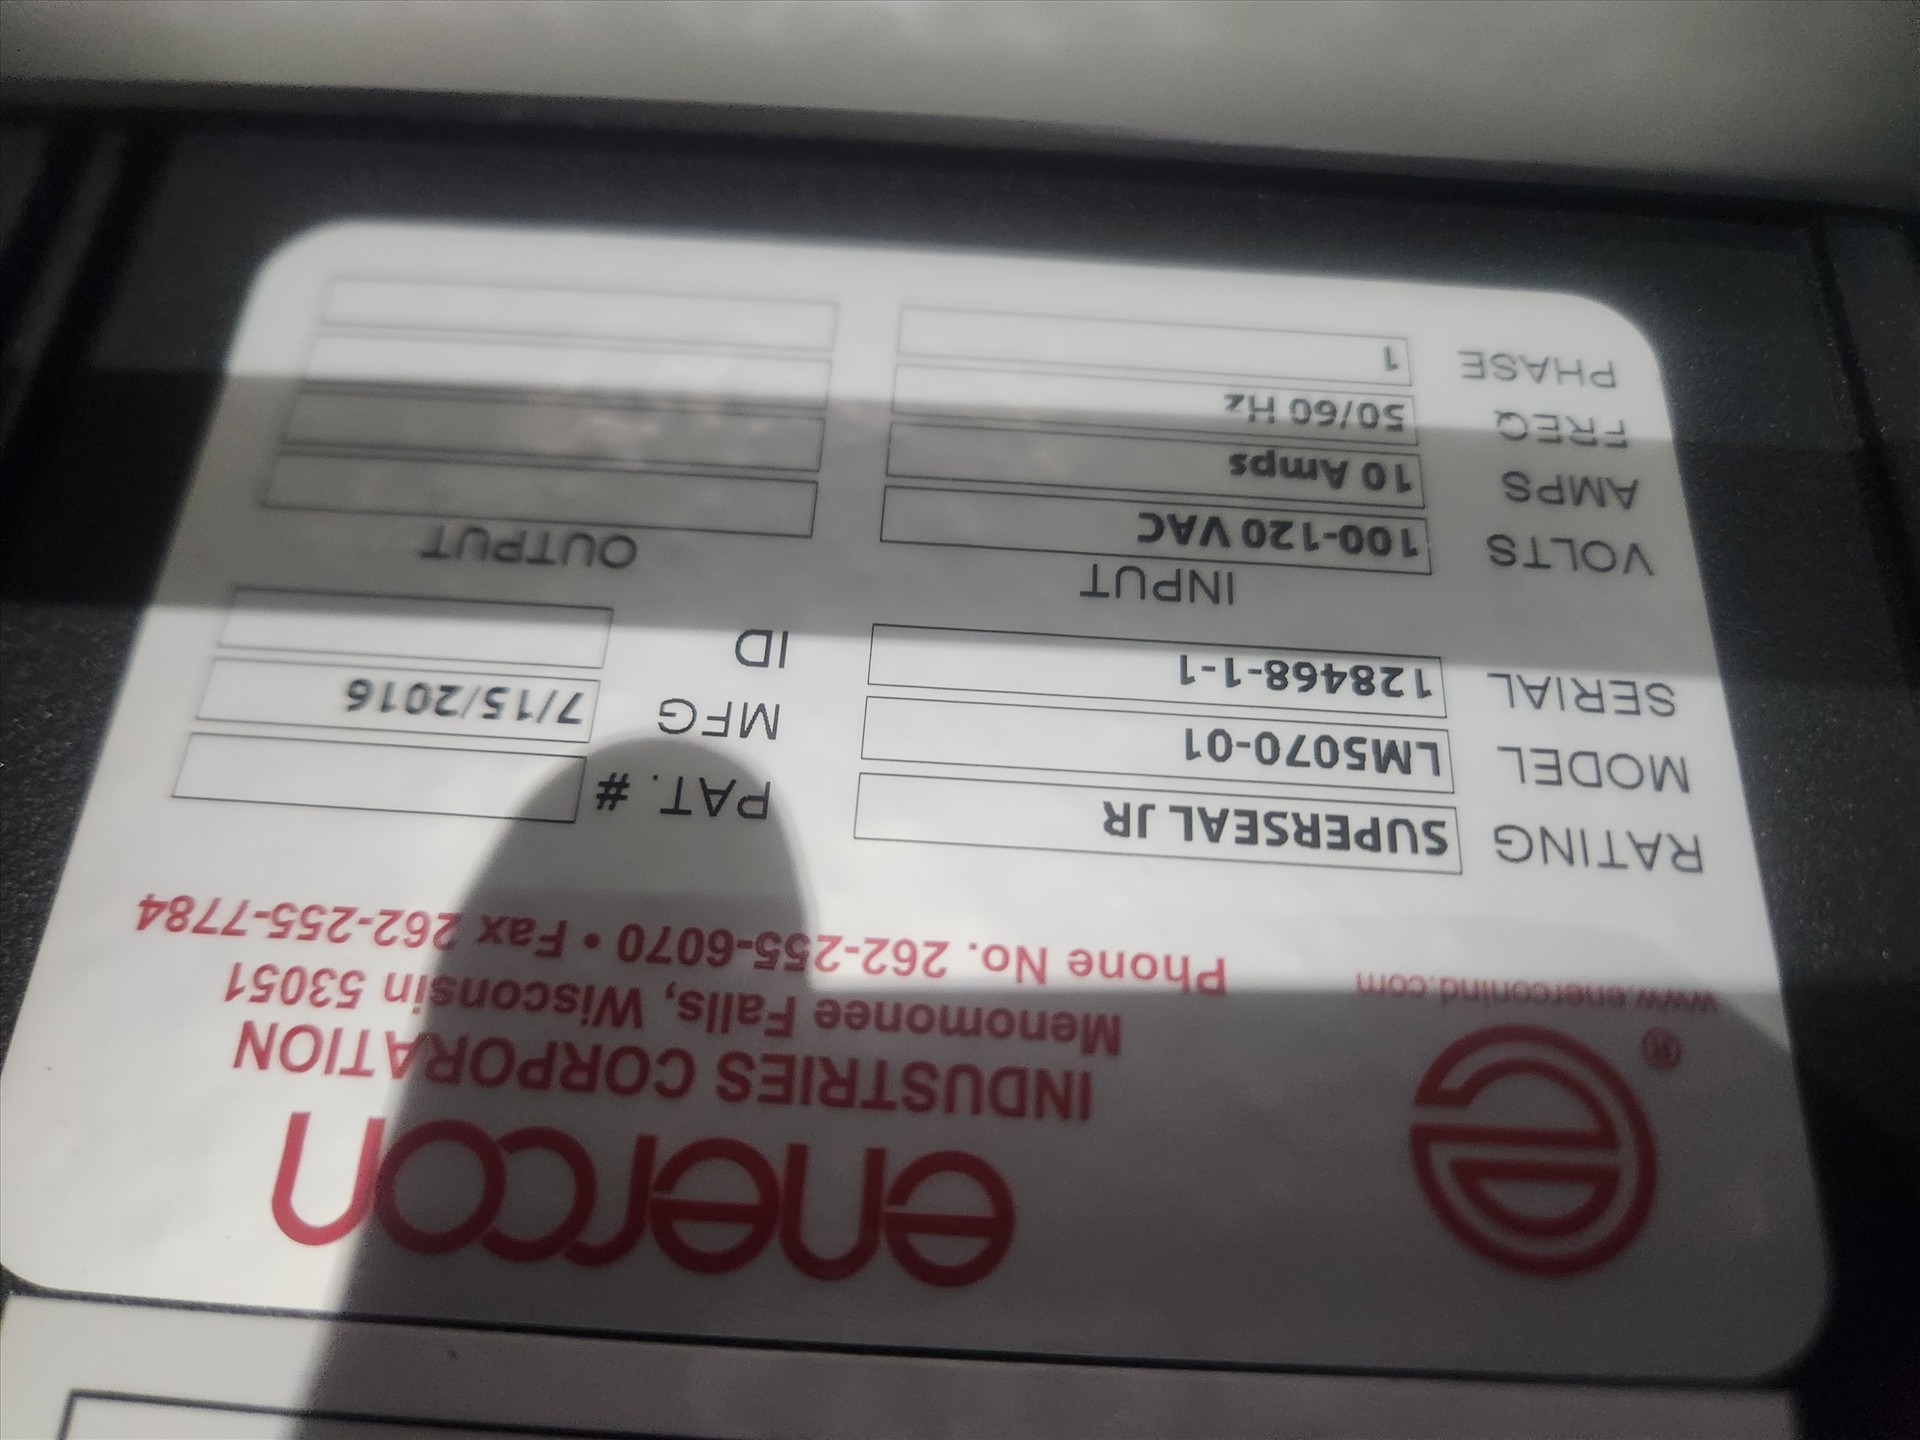 enercon
INDUSTRIES CORPORATION
Menomonee Falls, Wisconsin 53051
www.enerconind.com Phone No. 262-255-6070 • Fax 262-255-7784
RATING SUPERSEAL JR PAT. #
MODEL LM5070-01 MFG 7/15/2016
SERIAL 128468-1-1 ID
INPUT OUTPUT
VOLTS 100-120 VAC
AMPS 10 Amps
FREQ 50/60 Hz
PHASE 1